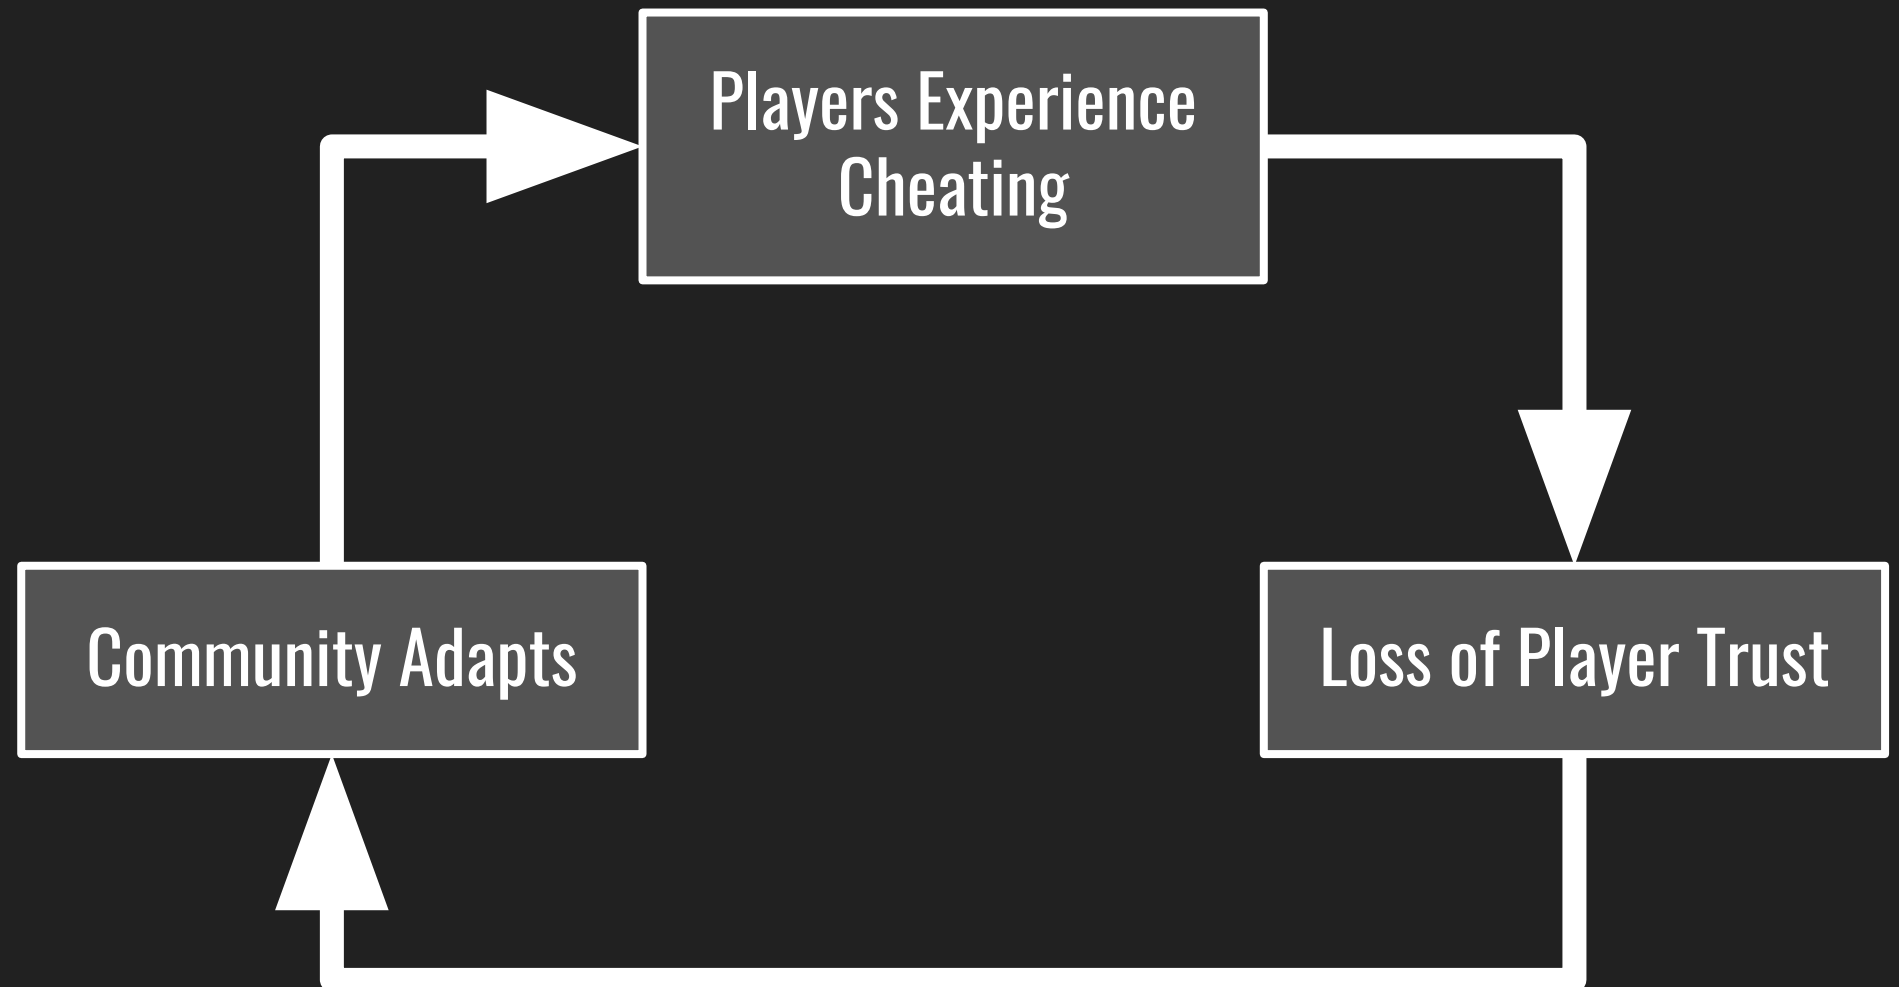 Players Experience
Cheating
Community Adapts
Loss of Player Trust